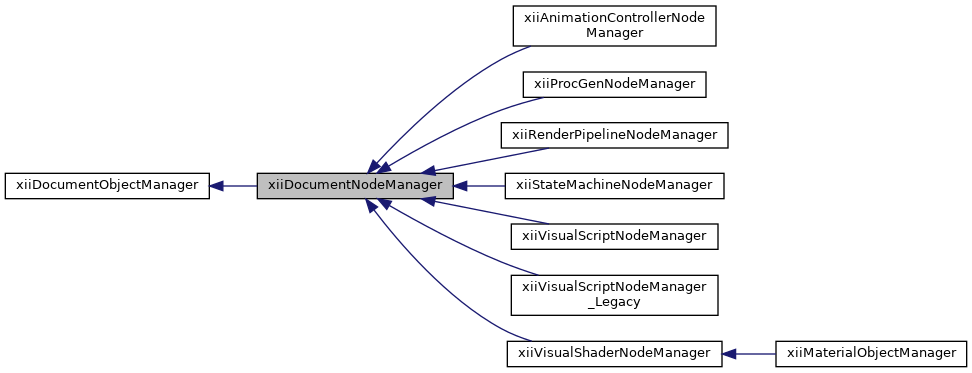 xiiAnimationControllerNode
Manager
xiiProcGenNodeManager
xiiRenderPipelineNodeManager
xiiDocumentObjectManager
xiiDocumentNodeManager
xiiStateMachineNodeManager
xiiVisualScriptNodeManager
xiiVisualScriptNodeManager
_Legacy
xiiVisualShaderNodeManager
xiiMaterialObjectManager